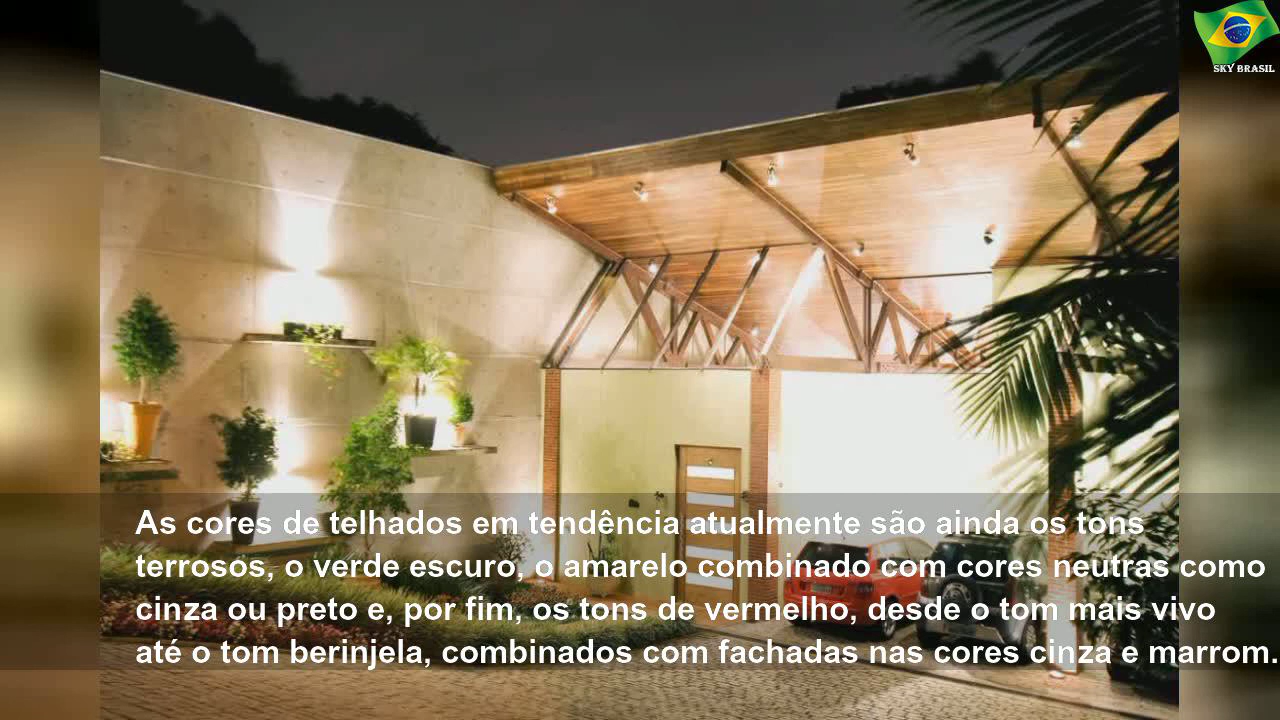 SKY BRASIL
As cores de telhados em tendência atualmente são ainda os tons
terrosos, o verde escuro, o amarelo combinado com cores neutras como
cinza ou preto e, por fim, os tons de vermelho, desde o tom mais vivo
até o tom berinjela, combinados com fachadas nas cores cinza e marrom.